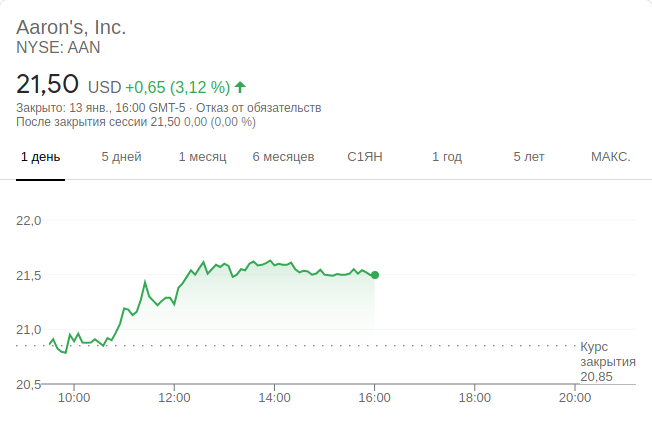 Aaron's, Inc.
NYSE: AAN
21,50 USD +0,65 (3,12 %)
Закрыто: 13 янв., 16:00 GMT-5 · Отказ от обязательств
После закрытия сессии 21,50 0,00 (0,00 %)
1 день 5 дней 1 месяц 6 месяцев С1ЯН 1 год 5 лет МАКС.
22,0
21,5
21,0
Курс
закрытия
20,85
20,5
10:00 12:00 14:00 16:00 18:00 20:00